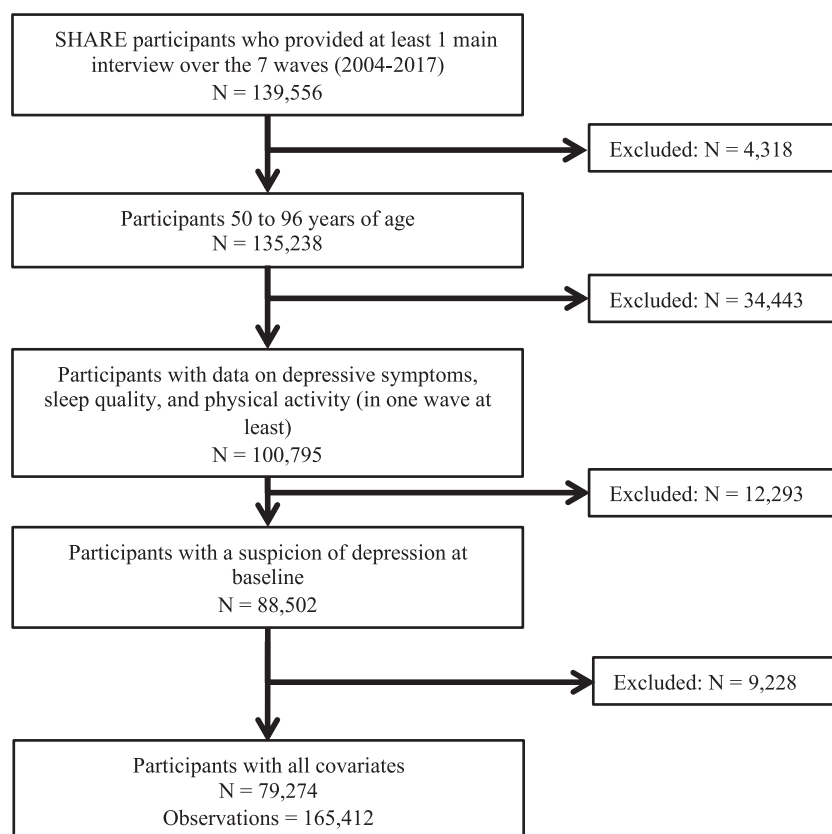 SHARE participants who provided at least 1 main
interview over the 7 waves (2004-2017)
N = 139,556
Excluded: N = 4,318
Participants 50 to 96 years of age
N = 135,238
Excluded: N = 34,443
Participants with data on depressive symptoms,
sleep quality, and physical activity (in one wave at
least)
N = 100,795
Excluded: N = 12,293
Participants with a suspicion of depression at
baseline
N = 88,502
Excluded: N = 9,228
Participants with all covariates
N = 79,274
Observations = 165,412